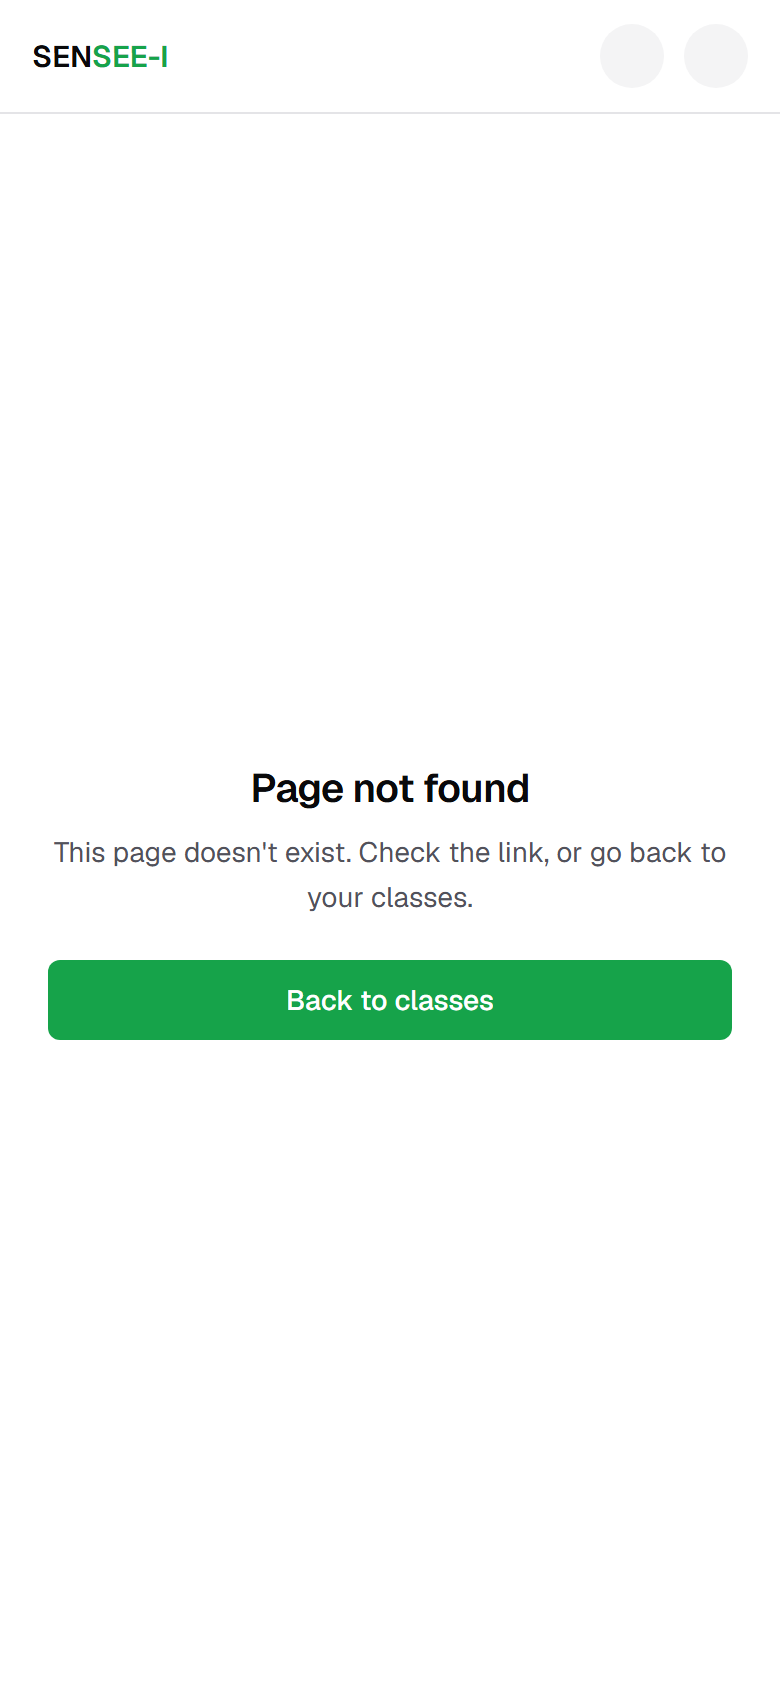 SENSEE-I
Page not found
This page doesn't exist. Check the link, or go back to
your classes.
Back to classes